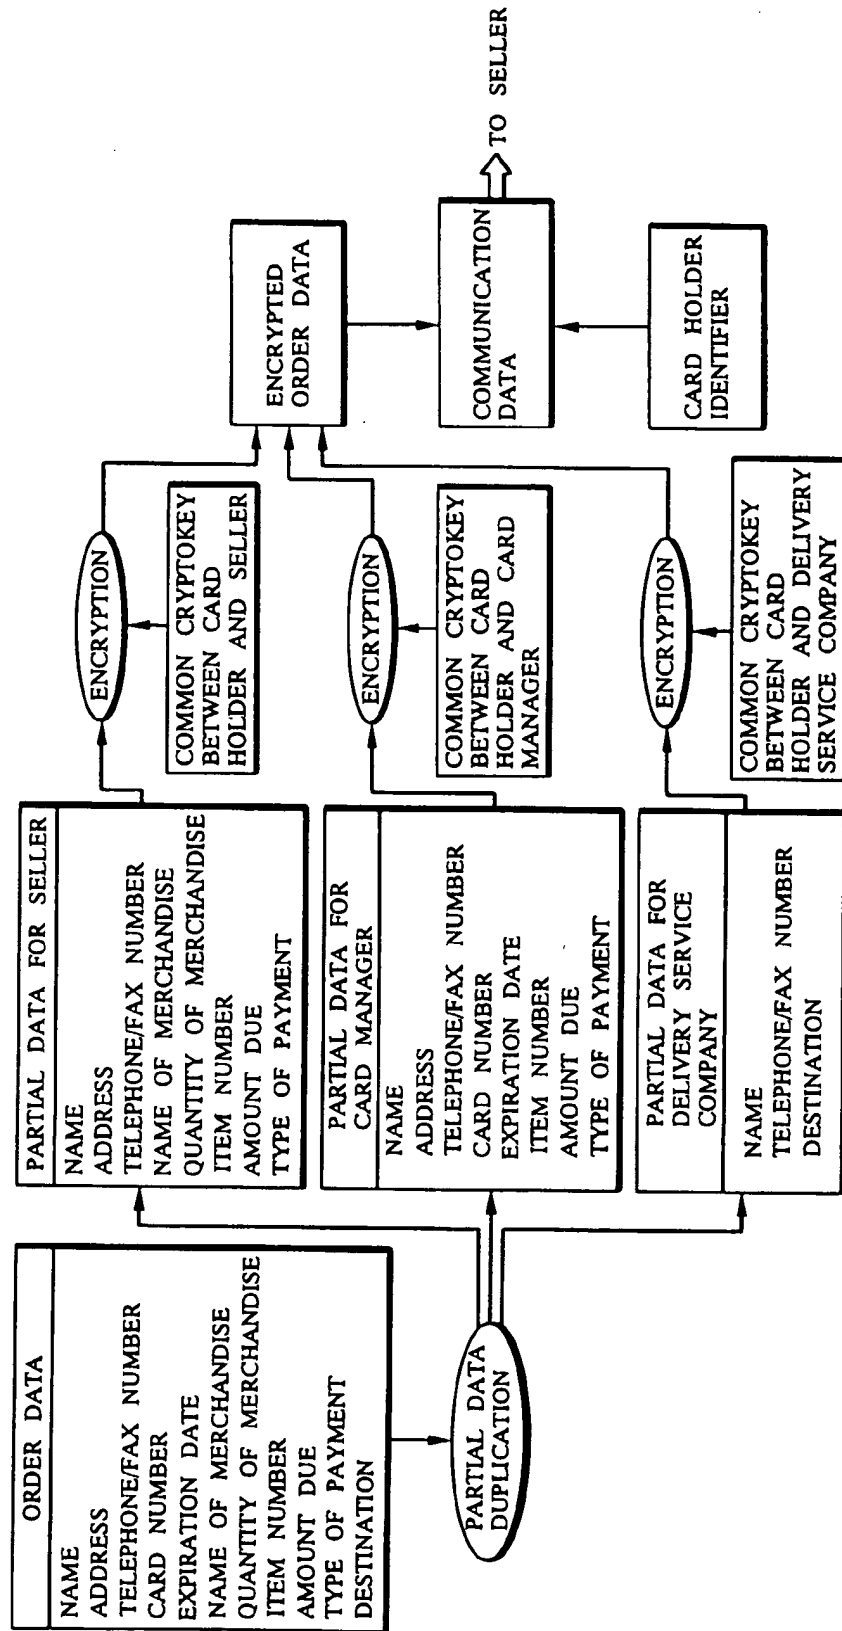 ORDER DATA
NAME
ADDRESS
TELEPHONE/FAX NUMBER
CARD NUMBER
EXPIRATION DATE
NAME OF MERCHANDISE
QUANTITY OF MERCHANDISE
ITEM NUMBER
AMOUNT DUE
TYPE OF PAYMENT
DESTINATION
PARTIAL DATA
DUPLICATION
PARTIAL DATA FOR SELLER
NAME
ADDRESS
TELEPHONE/FAX NUMBER
NAME OF MERCHANDISE
QUANTITY OF MERCHANDISE
ITEM NUMBER
AMOUNT DUE
TYPE OF PAYMENT
PARTIAL DATA FOR
CARD MANAGER
NAME
ADDRESS
TELEPHONE/FAX NUMBER
CARD NUMBER
EXPIRATION DATE
ITEM NUMBER
AMOUNT DUE
TYPE OF PAYMENT
PARTIAL DATA FOR
DELIVERY SERVICE
COMPANY
NAME
TELEPHONE/FAX NUMBER
DESTINATION
ENCRYPTION
COMMON CRYPTOKEY
BETWEEN CARD
HOLDER AND SELLER
ENCRYPTION
COMMON CRYPTOKEY
BETWEEN CARD
HOLDER AND CARD
MANAGER
ENCRYPTION
COMMON CRYPTOKEY
BETWEEN CARD
HOLDER AND DELIVERY
SERVICE COMPANY
ENCRYPTED
ORDER DATA
COMMUNICATION
DATA
CARD HOLDER
IDENTIFIER
TO SELLER